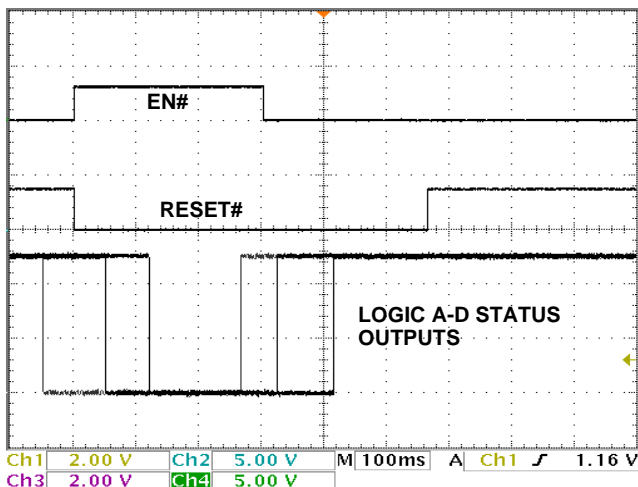 EN#
RESET#
LOGIC A-D STATUS
OUTPUTS
Ch1 2.00 V Ch2 5.00 V M 100ms A Ch1 1.16 V
Ch3 2.00 V Ch4 5.00 V